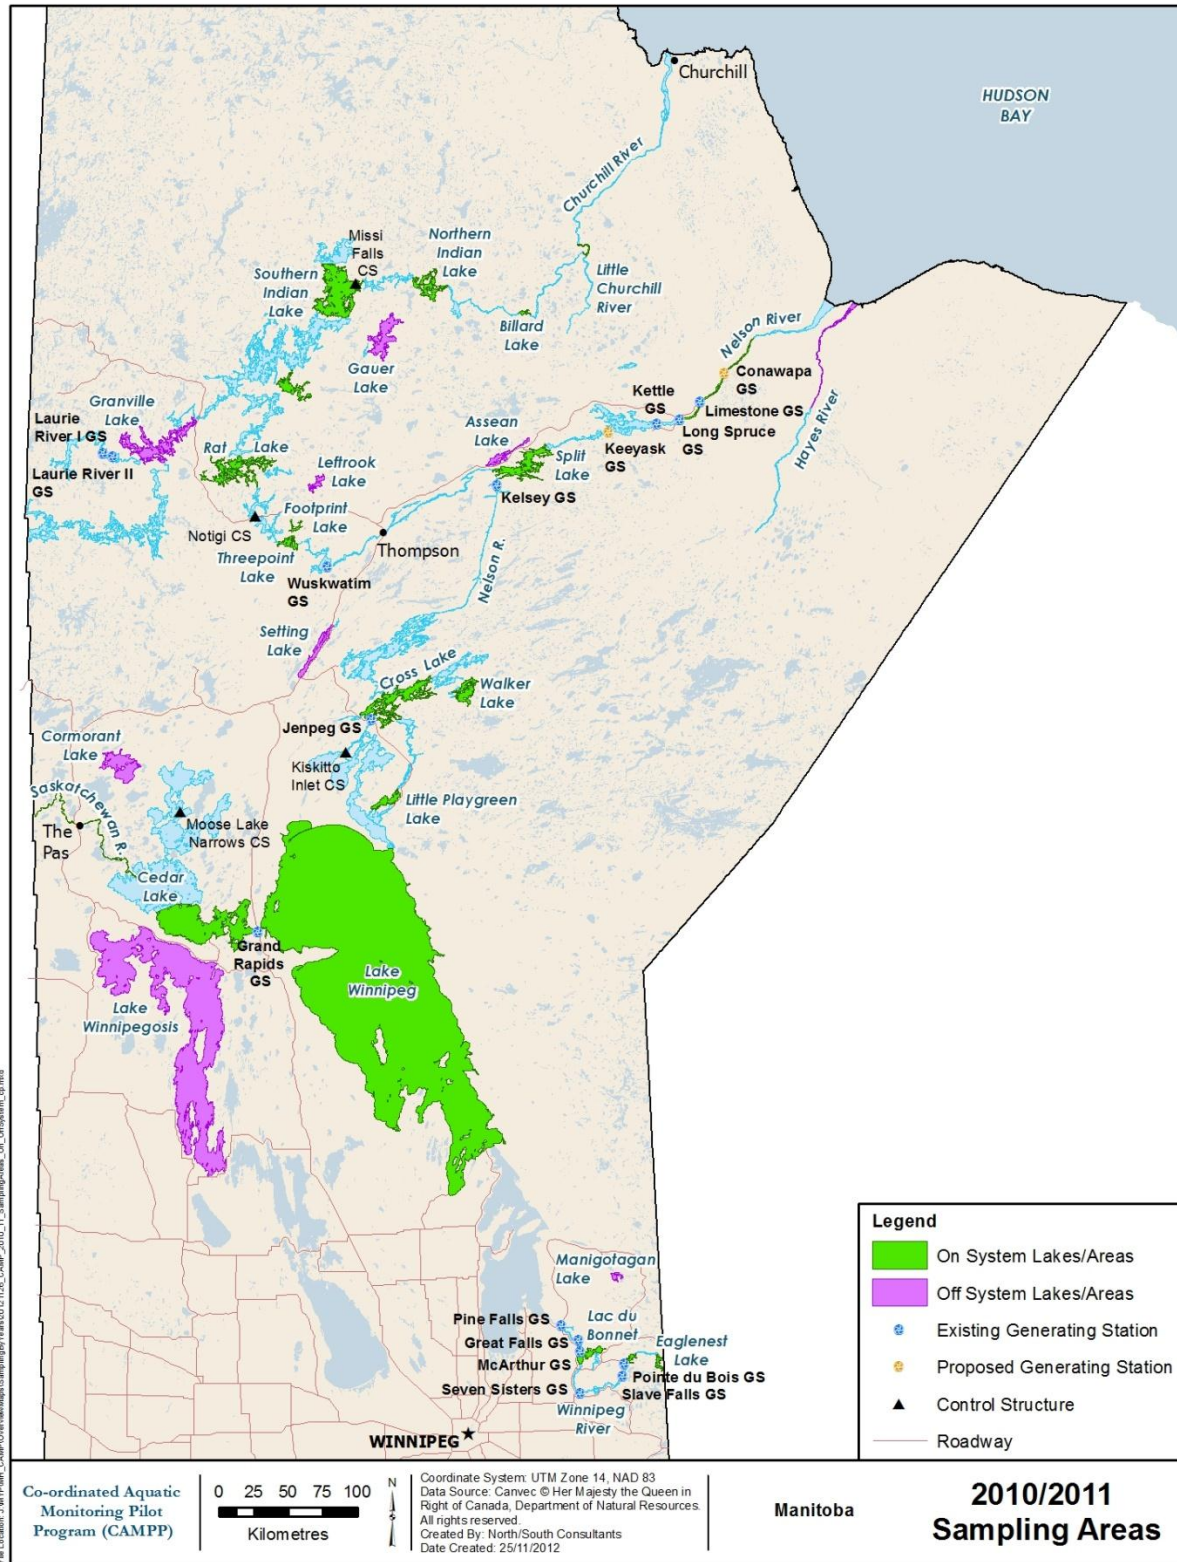 Churchill
HUDSON
BAY
Churchill River
Missi
Falls
CS
Northern
Indian
Lake
Southern
Indian
Lake
Little
Churchill
River
Billard
Lake
Nelson River
Gauer
Lake
Conawapa
GS
Kettle
GS
Limestone GS
Long Spruce
GS
Hayes River
Granville
Lake
Laurie
River I GS
Laurie River II
GS
Assean
Lake
Split
Lake
Keeyask
GS
Rat Lake
Leftrook
Lake
Kelsey GS
Footprint
Lake
Notigi CS
Thompson
Threepoint
Lake
Wuskwatim
GS
Nelson R.
Setting
Lake
Cross Lake
Walker
Lake
Jenpeg GS
Cormorant
Lake
Kiskitto
Inlet CS
Saskatchewan R.
Little Playgreen
Lake
The
Pas
Moose Lake
Narrows CS
Cedar
Lake
Grand
Rapids
GS
Lake
Winnipeg
Lake
Winnipegosis
Manigotagan
Lake
Pine Falls GS
Lac du
Bonnet
Great Falls GS
Eaglenest
Lake
McArthur GS
Pointe du Bois GS
Seven Sisters GS
Slave Falls GS
Winnipeg
River
WINNIPEG
Legend
On System Lakes/Areas
Off System Lakes/Areas
Existing Generating Station
Proposed Generating Station
Control Structure
Roadway
Co-ordinated Aquatic
Monitoring Pilot
Program (CAMPP)
0 25 50 75 100
Kilometres
N
Coordinate System: UTM Zone 14, NAD 83
Data Source: Canvec © Her Majesty the Queen in
Right of Canada, Department of Natural Resources.
All rights reserved.
Created By: North/South Consultants
Date Created: 25/11/2012
Manitoba
2010/2011
Sampling Areas